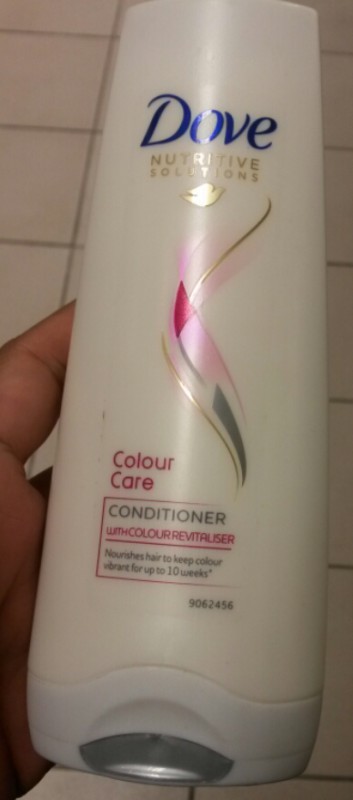 Dove
NUTRITIVE
SOLUTIONS
Colour
Care
CONDITIONER
WITH COLOUR REVITALISER
Nourishes hair to keep colour
vibrant for up to 10 weeks*
9062456